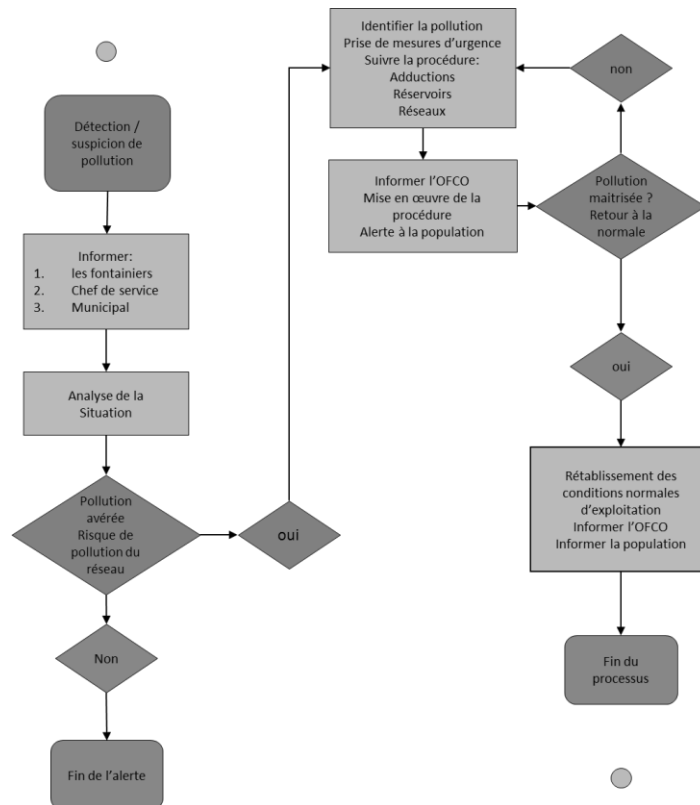 Détection /
suspicion de
pollution
Informer:
1. les fontainiers
2. Chef de service
3. Municipal
Analyse de la
Situation
Pollution
avérée
Risque de
pollution du
réseau
oui
Non
Fin de l'alerte
Identifier la pollution
Prise de mesures d'urgence
Suivre la procédure:
Adductions
Réservoirs
Réseaux
Informer l'OFCO
Mise en œuvre de la
procédure
Alerte à la population
Pollution
maitrisée ?
Retour à la
normale
non
oui
Rétablissement des
conditions normales
d'exploitation
Informer l'OFCO
Informer la population
Fin du
processus